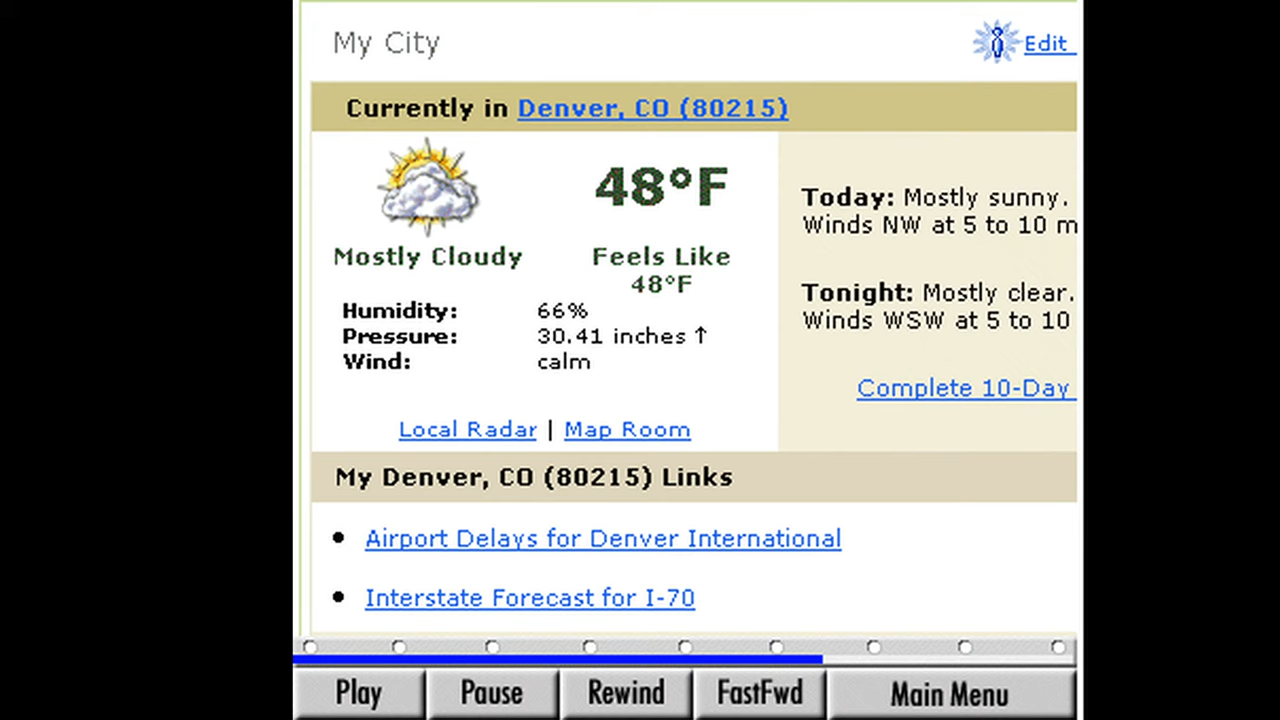 My City
Edit
Currently in Denver, CO (80215)
48°F
Mostly Cloudy
Feels Like
48°F
Humidity: 66%
Pressure: 30.41 inches ↑
Wind: calm
Local Radar | Map Room
Today: Mostly sunny.
Winds NW at 5 to 10 m
Tonight: Mostly clear.
Winds WSW at 5 to 10
Complete 10-Day
My Denver, CO (80215) Links
Airport Delays for Denver International
Interstate Forecast for I-70
Play
Pause
Rewind
FastFwd
Main Menu